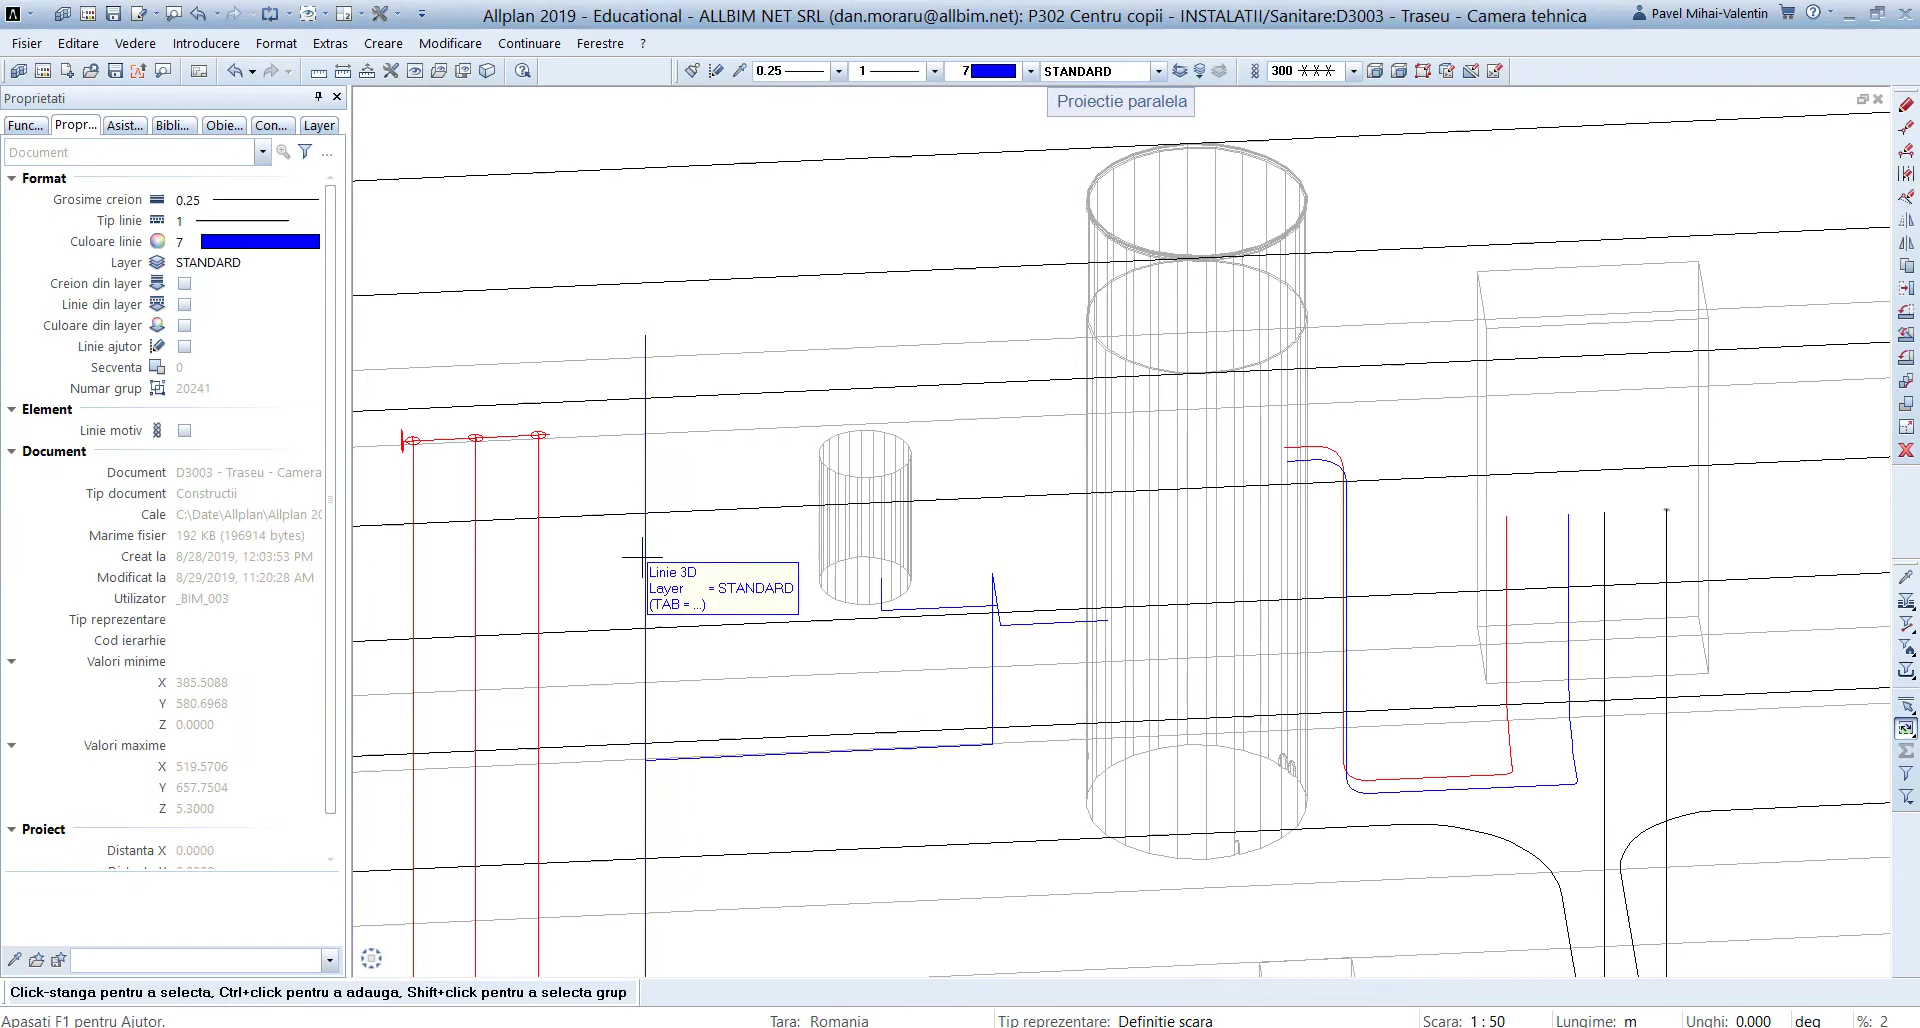 Allplan 2019 - Educational - ALLBIM NET SRL (dan.moraru@allbim.net): P302 Centru copii - INSTALATII/Sanitare:D3003 - Traseu - Camera tehnica
Pavel Mihai-Valentin
Fisier Editare Vedere Introducere Format Extras Creare Modificare Continuare Ferestre ?
0.25 1 7 STANDARD 300
Proprietati
Func... Propr... Asist... Bibli... Obie... Con... Layer
Proiectie paralela
Document
Format
Grosime creion 0.25
Tip linie 1
Culoare linie 7
Layer STANDARD
Creion din layer
Linie din layer
Culoare din layer
Linie ajutor
Secventa 0
Numar grup 20241
Element
Linie motiv
Document
Document D3003 - Traseu - Camera
Tip document Constructii
Cale C:\Date\Allplan\Allplan 20
Marime fisier 192 KB (196914 bytes)
Creat la 8/28/2019, 12:03:53 PM
Modificat la 8/29/2019, 11:20:28 AM
Utilizator _BIM_003
Tip reprezentare
Cod ierarhie
Valori minime
X 385.5088
Y 580.6968
Z 0.0000
Valori maxime
X 519.5706
Y 657.7504
Z 5.3000
Proiect
Distanta X 0.0000
Linie 3D
Layer = STANDARD
(TAB = ...)
Click-stanga pentru a selecta, Ctrl+click pentru a adauga, Shift+click pentru a selecta grup
Apasati F1 pentru Ajutor. Tara: Romania Tip reprezentare: Definitie scara Scara: 1 : 50 Lungime: m Unghi: 0.000 deg %: 2